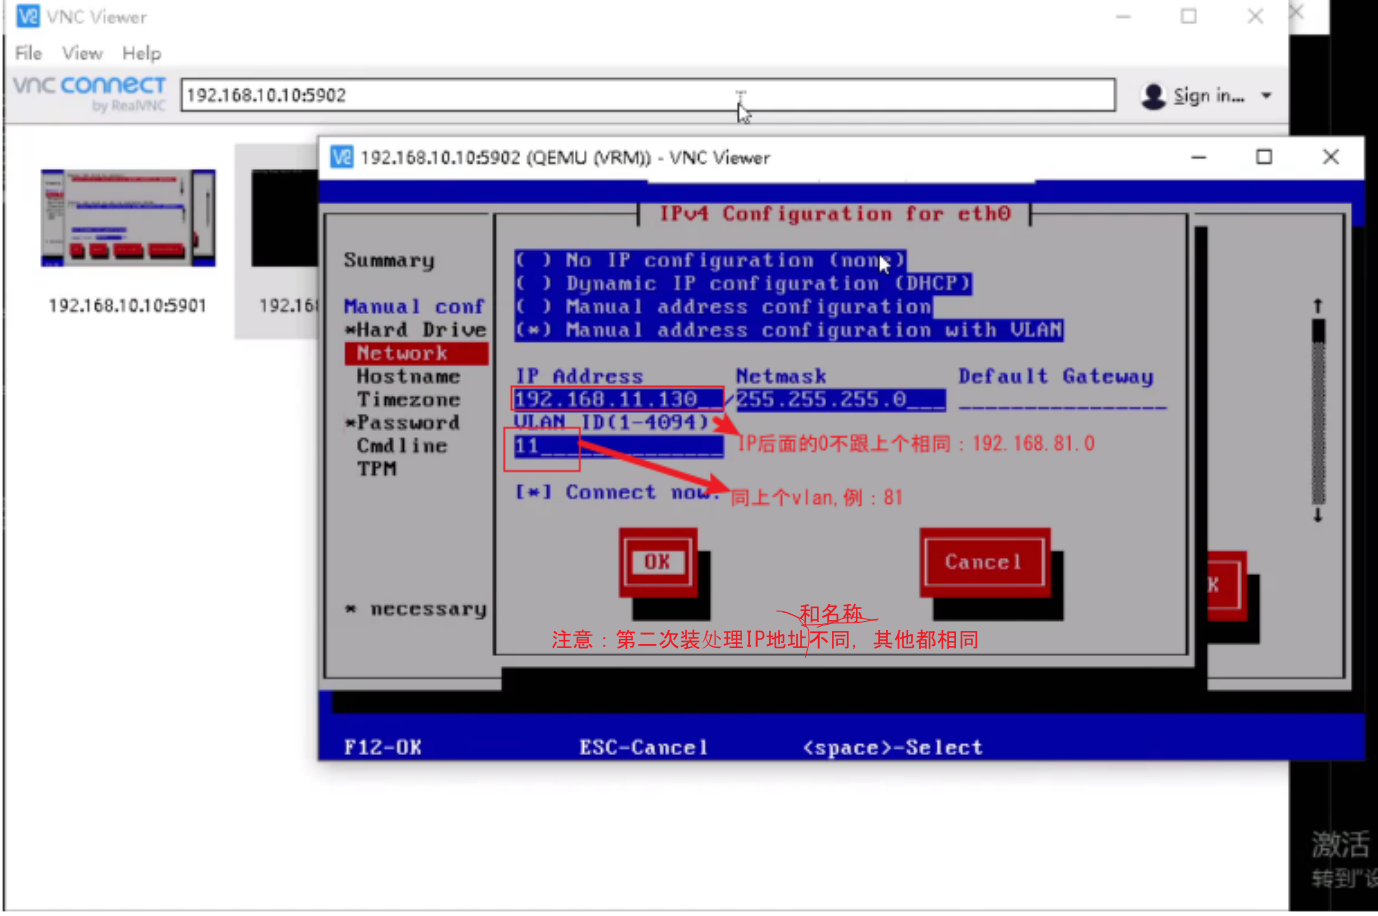 VNC Viewer
File View Help
vnc connect
by RealVNC
192.168.10.10:5902
Sign in...
192.168.10.10:5901
192.168
192.168.10.10:5902 (QEMU (VRM)) - VNC Viewer
IPv4 Configuration for eth0
Summary
Manual conf
*Hard Drive
Network
Hostname
Timezone
*Password
Cmdline
TPM
* necessary
( ) No IP configuration (none)
( ) Dynamic IP configuration (DHCP)
( ) Manual address configuration
(*) Manual address configuration with VLAN
IP Address Netmask Default Gateway
192.168.11.130__/255.255.255.0___ ________________
VLAN ID(1-4094)
11______________
IP后面的0不跟上个相同：192.168.81.0
[*] Connect now.
同上个vlan,例：81
OK Cancel
K
和名称
注意：第二次装处理IP地址不同，其他都相同
F12-OK ESC-Cancel <space>-Select
激活
转到"设